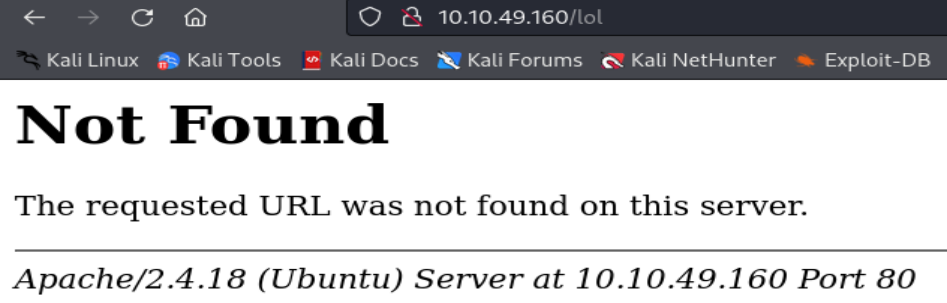 10.10.49.160/lol
Kali Linux Kali Tools Kali Docs Kali Forums Kali NetHunter Exploit-DB
Not Found
The requested URL was not found on this server.
Apache/2.4.18 (Ubuntu) Server at 10.10.49.160 Port 80